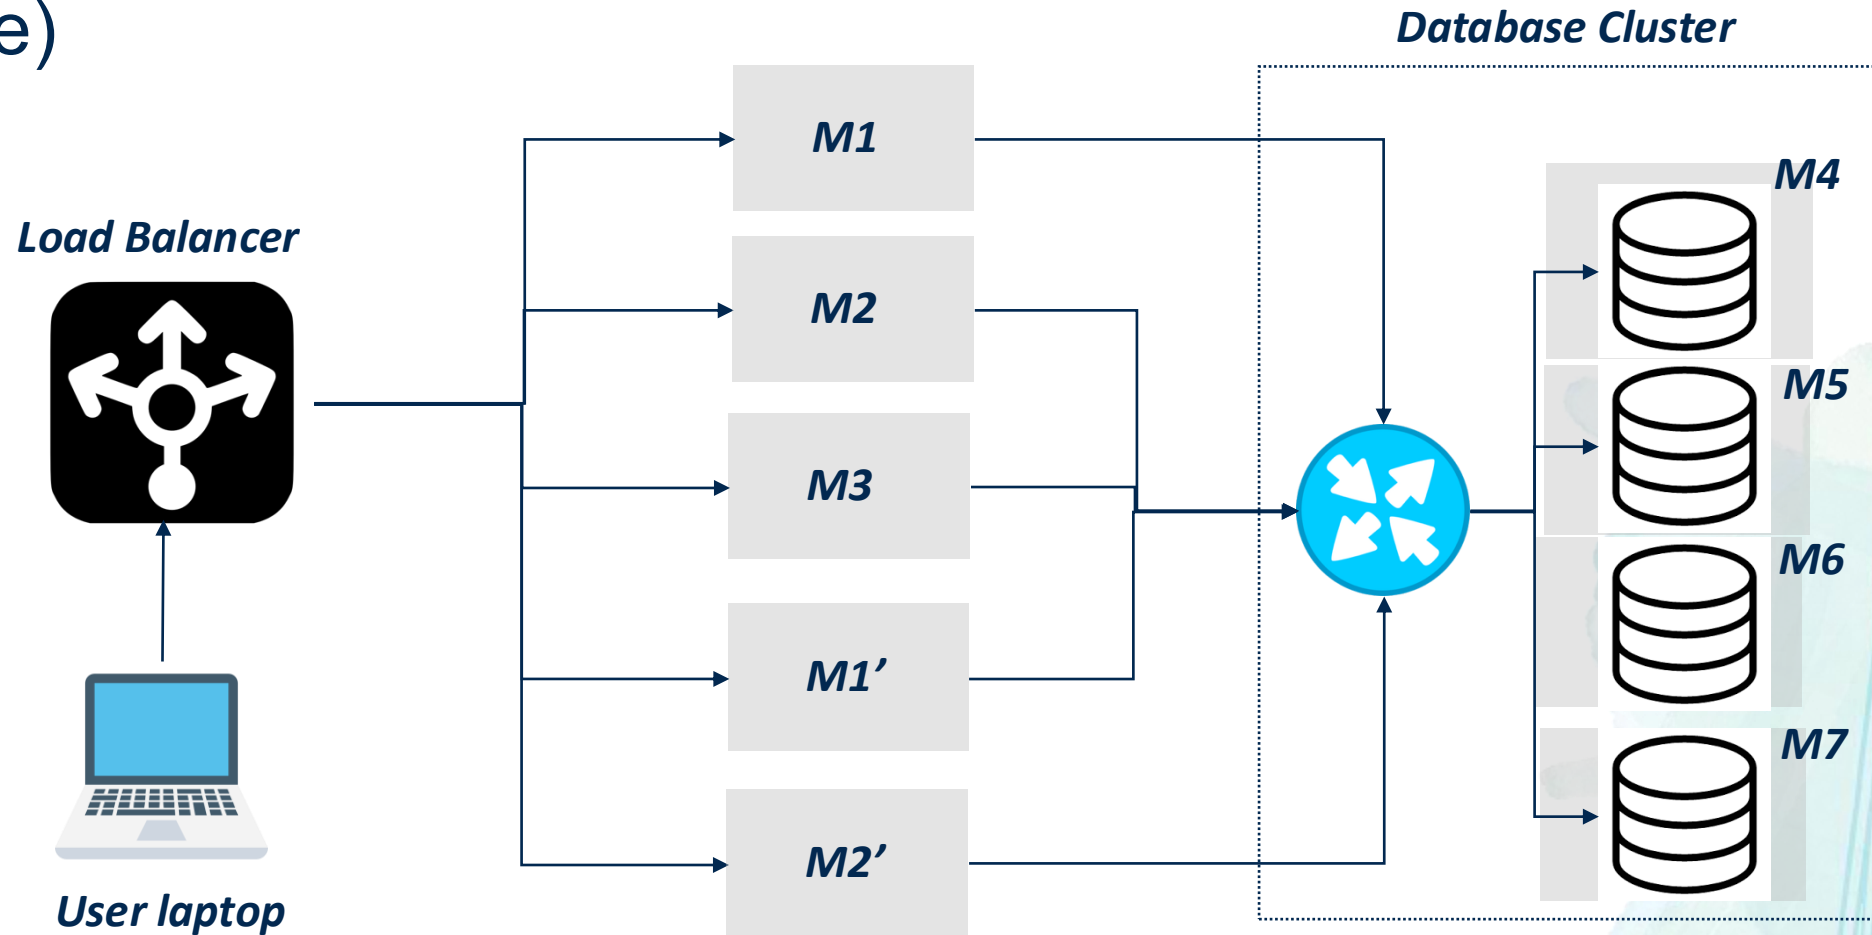 e)
Database Cluster
M1
M4
Load Balancer
M2
M5
M3
M6
M1’
M7
M2’
User laptop